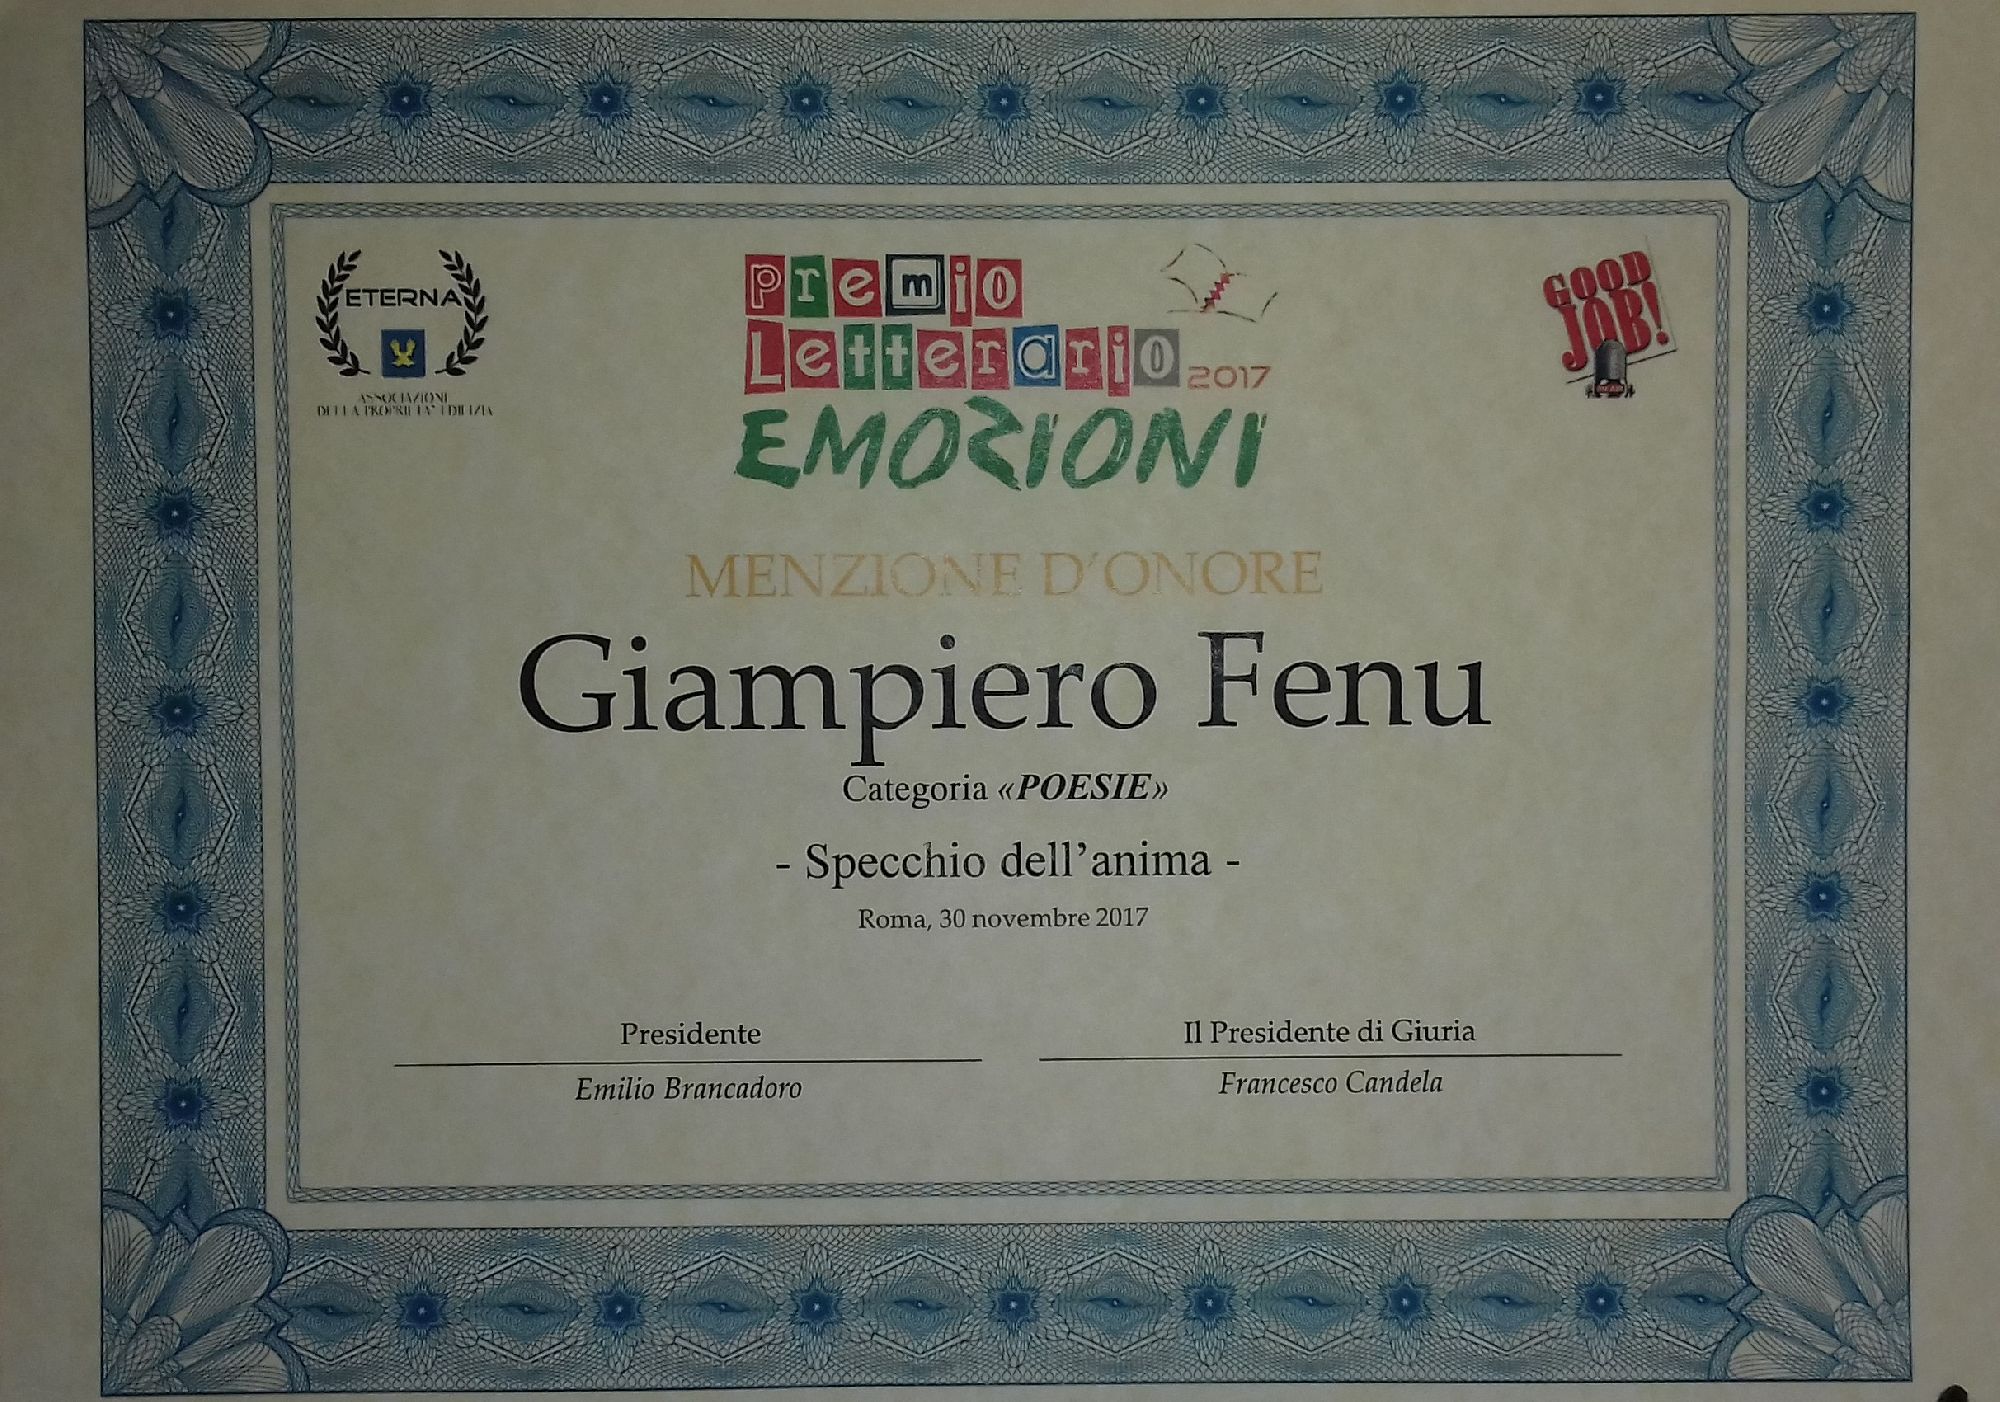 ETERNA
ASSOCIAZIONE
DELLA PROPRIETA' EDILIZIA
Premio
Letterario 2017
EMOZIONI
GOOD
JOB!
MENZIONE D'ONORE
Giampiero Fenu
Categoria «POESIE»
- Specchio dell'anima -
Roma, 30 novembre 2017
Presidente
Emilio Brancadoro
Il Presidente di Giuria
Francesco Candela